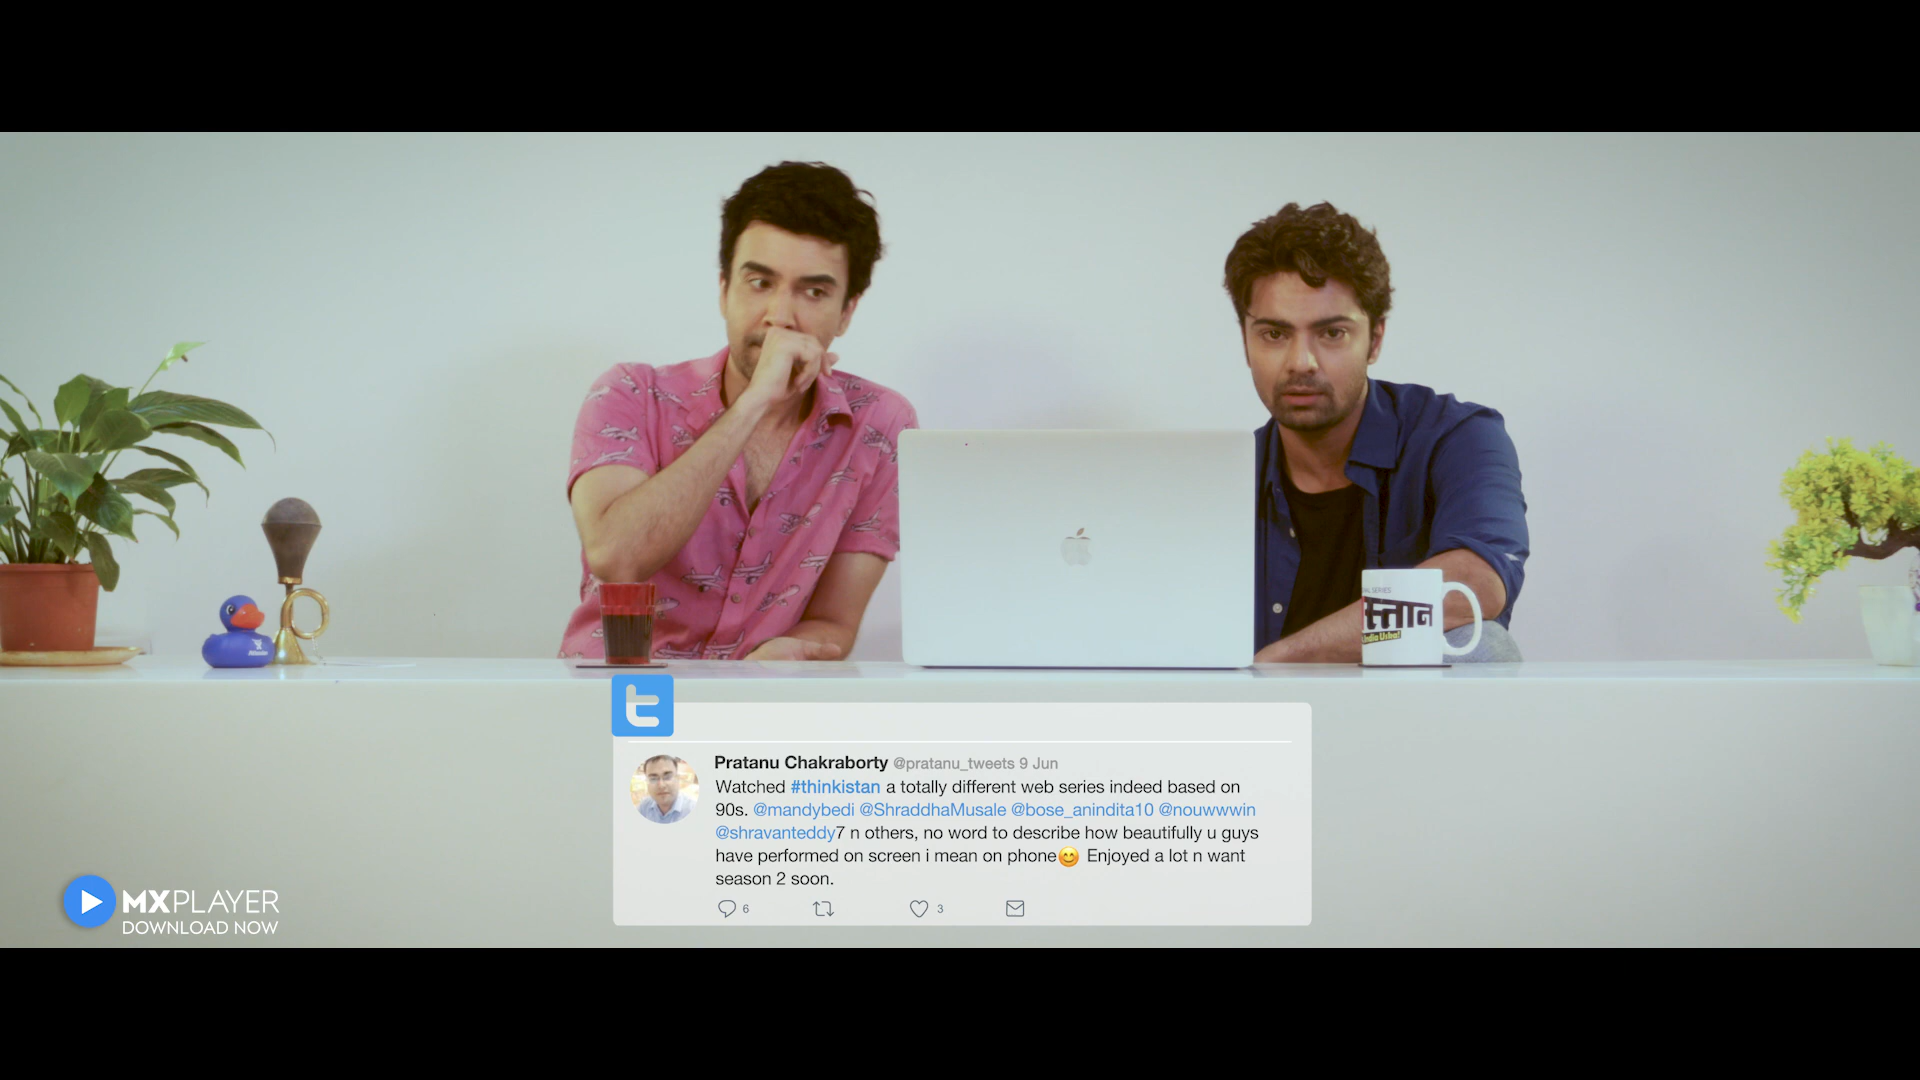 स्तान
India Usha!
Pratanu Chakraborty @pratanu_tweets 9 Jun
Watched #thinkistan a totally different web series indeed based on
90s. @mandybedi @ShraddhaMusale @bose_anindita10 @nouwwwin
@shravanteddy7 n others, no word to describe how beautifully u guys
have performed on screen i mean on phone😊 Enjoyed a lot n want
season 2 soon.
6 3
MXPLAYER
DOWNLOAD NOW